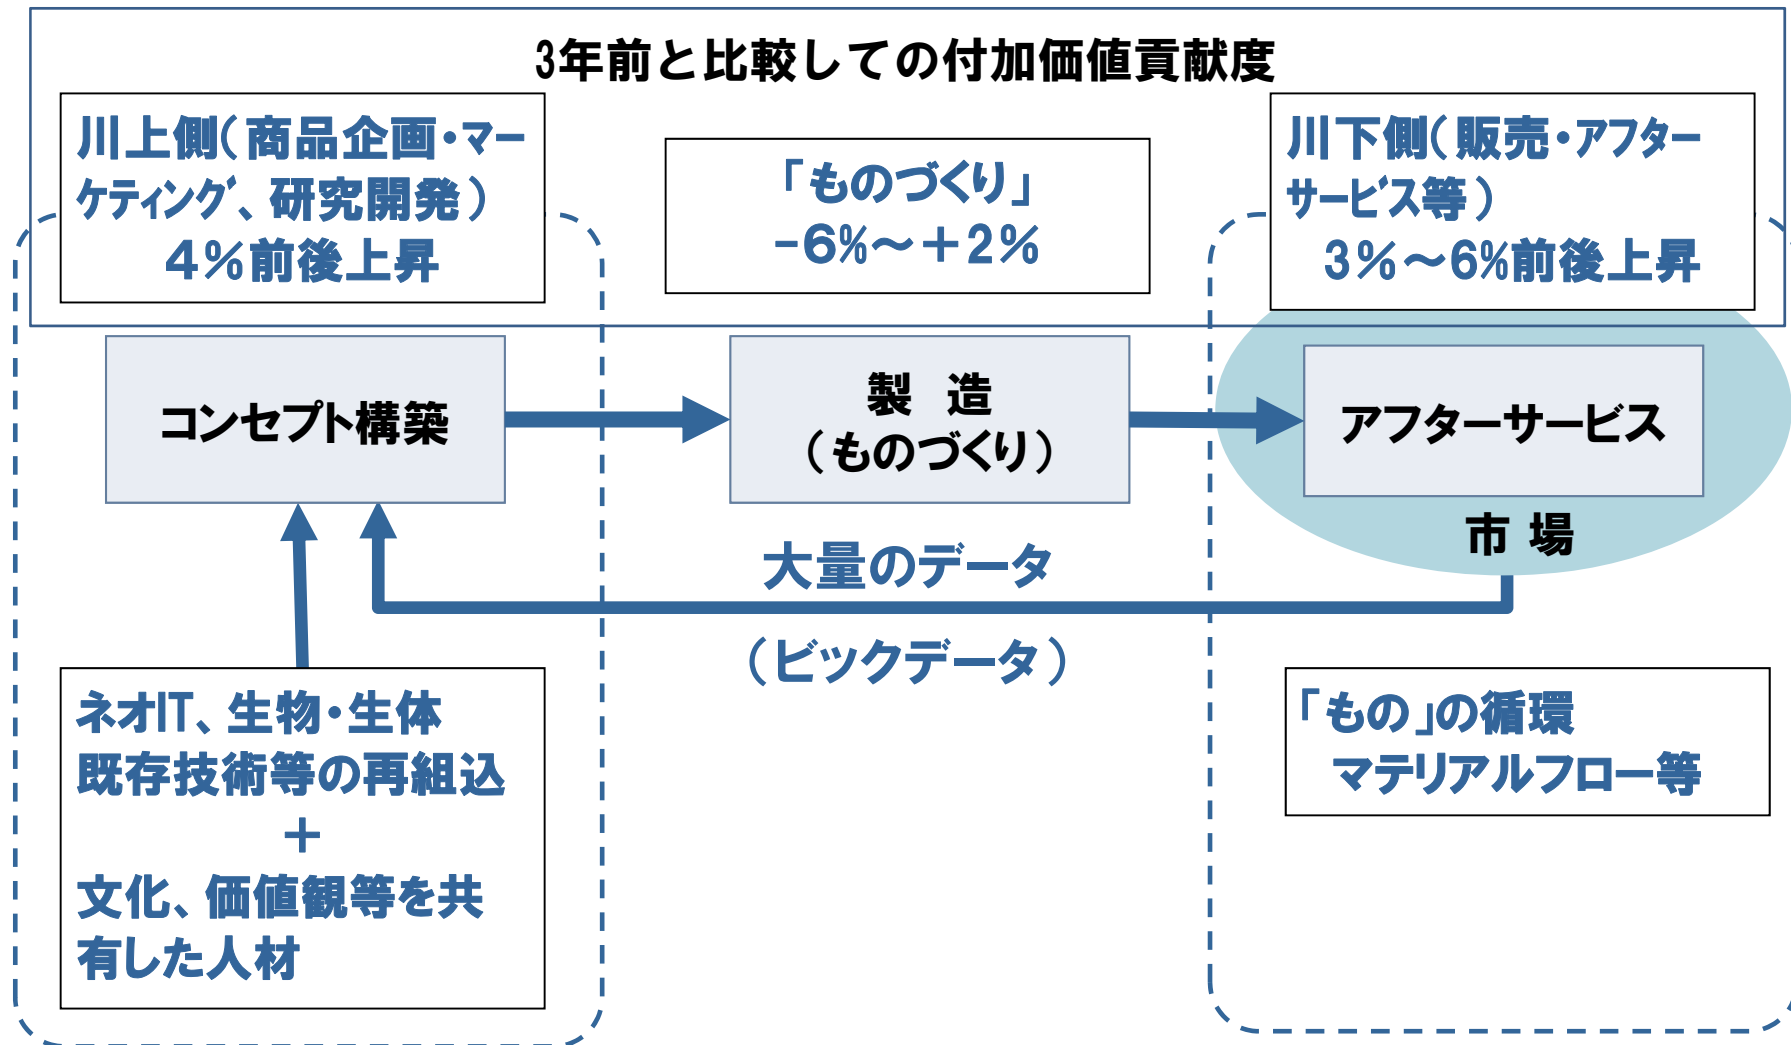 3年前と比較しての付加価値貢献度
川上側(商品企画・マー
ケティング、研究開発)
4%前後上昇
「ものづくり」
-6%～+2%
川下側(販売・アフター
サービス等)
3%～6%前後上昇
コンセプト構築
製 造
(ものづくり)
アフターサービス
市 場
大量のデータ
(ビックデータ)
ネオIT、生物・生体
既存技術等の再組込
+
文化、価値観等を共
有した人材
「もの」の循環
マテリアルフロー等